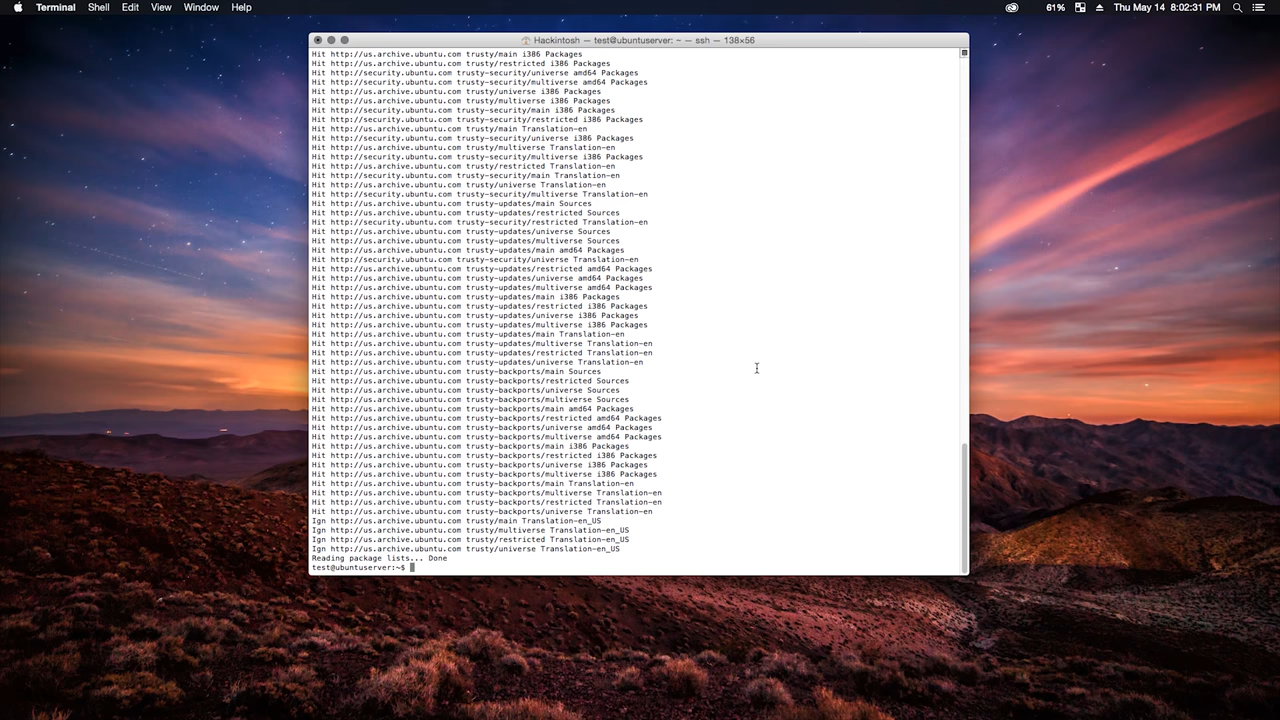 Terminal Shell Edit View Window Help 61% Thu May 14 8:02:31 PM
Hackintosh — test@ubuntuserver: ~ — ssh — 138×56
Hit http://us.archive.ubuntu.com trusty/main i386 Packages
Hit http://us.archive.ubuntu.com trusty/restricted i386 Packages
Hit http://security.ubuntu.com trusty-security/universe amd64 Packages
Hit http://security.ubuntu.com trusty-security/multiverse amd64 Packages
Hit http://us.archive.ubuntu.com trusty/universe i386 Packages
Hit http://us.archive.ubuntu.com trusty/multiverse i386 Packages
Hit http://security.ubuntu.com trusty-security/main i386 Packages
Hit http://security.ubuntu.com trusty-security/restricted i386 Packages
Hit http://us.archive.ubuntu.com trusty/main Translation-en
Hit http://security.ubuntu.com trusty-security/universe i386 Packages
Hit http://us.archive.ubuntu.com trusty/multiverse Translation-en
Hit http://security.ubuntu.com trusty-security/multiverse i386 Packages
Hit http://us.archive.ubuntu.com trusty/restricted Translation-en
Hit http://security.ubuntu.com trusty-security/main Translation-en
Hit http://us.archive.ubuntu.com trusty/universe Translation-en
Hit http://security.ubuntu.com trusty-security/multiverse Translation-en
Hit http://us.archive.ubuntu.com trusty-updates/main Sources
Hit http://us.archive.ubuntu.com trusty-updates/restricted Sources
Hit http://security.ubuntu.com trusty-security/restricted Translation-en
Hit http://us.archive.ubuntu.com trusty-updates/universe Sources
Hit http://us.archive.ubuntu.com trusty-updates/multiverse Sources
Hit http://us.archive.ubuntu.com trusty-updates/main amd64 Packages
Hit http://security.ubuntu.com trusty-security/universe Translation-en
Hit http://us.archive.ubuntu.com trusty-updates/restricted amd64 Packages
Hit http://us.archive.ubuntu.com trusty-updates/universe amd64 Packages
Hit http://us.archive.ubuntu.com trusty-updates/multiverse amd64 Packages
Hit http://us.archive.ubuntu.com trusty-updates/main i386 Packages
Hit http://us.archive.ubuntu.com trusty-updates/restricted i386 Packages
Hit http://us.archive.ubuntu.com trusty-updates/universe i386 Packages
Hit http://us.archive.ubuntu.com trusty-updates/multiverse i386 Packages
Hit http://us.archive.ubuntu.com trusty-updates/main Translation-en
Hit http://us.archive.ubuntu.com trusty-updates/multiverse Translation-en
Hit http://us.archive.ubuntu.com trusty-updates/restricted Translation-en
Hit http://us.archive.ubuntu.com trusty-updates/universe Translation-en
Hit http://us.archive.ubuntu.com trusty-backports/main Sources
Hit http://us.archive.ubuntu.com trusty-backports/restricted Sources
Hit http://us.archive.ubuntu.com trusty-backports/universe Sources
Hit http://us.archive.ubuntu.com trusty-backports/multiverse Sources
Hit http://us.archive.ubuntu.com trusty-backports/main amd64 Packages
Hit http://us.archive.ubuntu.com trusty-backports/restricted amd64 Packages
Hit http://us.archive.ubuntu.com trusty-backports/universe amd64 Packages
Hit http://us.archive.ubuntu.com trusty-backports/multiverse amd64 Packages
Hit http://us.archive.ubuntu.com trusty-backports/main i386 Packages
Hit http://us.archive.ubuntu.com trusty-backports/restricted i386 Packages
Hit http://us.archive.ubuntu.com trusty-backports/universe i386 Packages
Hit http://us.archive.ubuntu.com trusty-backports/multiverse i386 Packages
Hit http://us.archive.ubuntu.com trusty-backports/main Translation-en
Hit http://us.archive.ubuntu.com trusty-backports/multiverse Translation-en
Hit http://us.archive.ubuntu.com trusty-backports/restricted Translation-en
Hit http://us.archive.ubuntu.com trusty-backports/universe Translation-en
Ign http://us.archive.ubuntu.com trusty/main Translation-en_US
Ign http://us.archive.ubuntu.com trusty/multiverse Translation-en_US
Ign http://us.archive.ubuntu.com trusty/restricted Translation-en_US
Ign http://us.archive.ubuntu.com trusty/universe Translation-en_US
Reading package lists... Done
test@ubuntuserver:~$